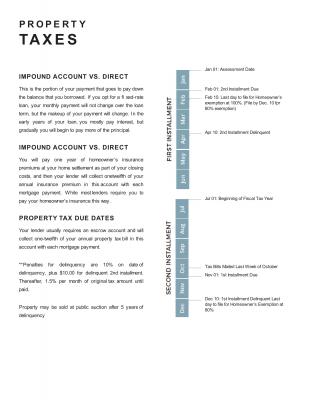 PROPERTY
TAXES
IMPOUND ACCOUNT VS. DIRECT
This is the portion of your payment that goes to pay down
the balance that you borrowed. If you opt for a fi xed-rate
loan, your monthly payment will not change over the loan
term, but the makeup of your payment will change. In the
early years of your loan, you mostly pay interest, but
gradually you will begin to pay more of the principal.
IMPOUND ACCOUNT VS. DIRECT
You will pay one year of homeowner's insurance
premiums at your home settlement as part of your closing
costs, and then your lender will collect onetwelfth of your
annual insurance premium in this account with each
mortgage payment. While most lenders require you to
pay your homeowner's insurance this way.
PROPERTY TAX DUE DATES
Your lender usually requires an escrow account and will
collect one-twelfth of your annual property tax bill in this
account with each mortgage payment.
**Penalties for delinquency are 10% on date of
delinquency, plus $10.00 for delinquent 2nd installment.
Thereafter, 1.5% per month of original tax amount until
paid.
Property may be sold at public auction after 5 years of
delinquency
FIRST INSTALLMENT
Jan
Feb
Mar
Apr
May
Jun
Jan 01: Assessment Date
Feb 01: 2nd Installment Due
Feb 10: Last day to file for Homeowner's
exemption at 100%. (File by Dec. 10 for
80% exemption)
Apr 10: 2nd Installment Delinquent
SECOND INSTALLMENT
Jul
Aug
Sep
Oct
Nov
Dec
Jul 01: Beginning of Fiscal Tax Year
Tax Bills Mailed Last Week of October
Nov 01: 1st Installment Due
Dec 10: 1st Installment Delinquent Last
day to file for Homeowner's Exemption at
80%